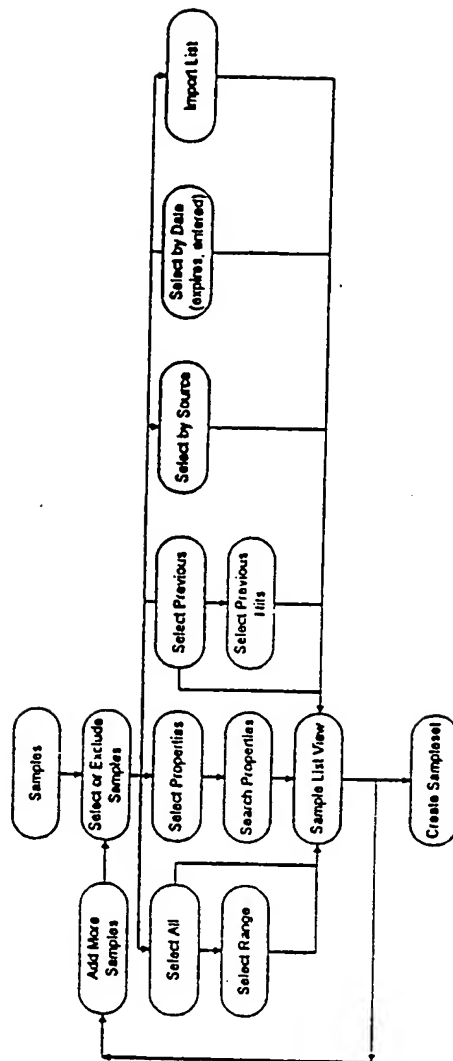 Samples
Add More
Samples
Select or Exclude
Samples
Select All
Select Properties
Select Previous
Select by Source
Select by Date
(expires, entered)
Import List
Select Range
Search Properties
Select Previous
Hits
Sample List View
Create Sampleset